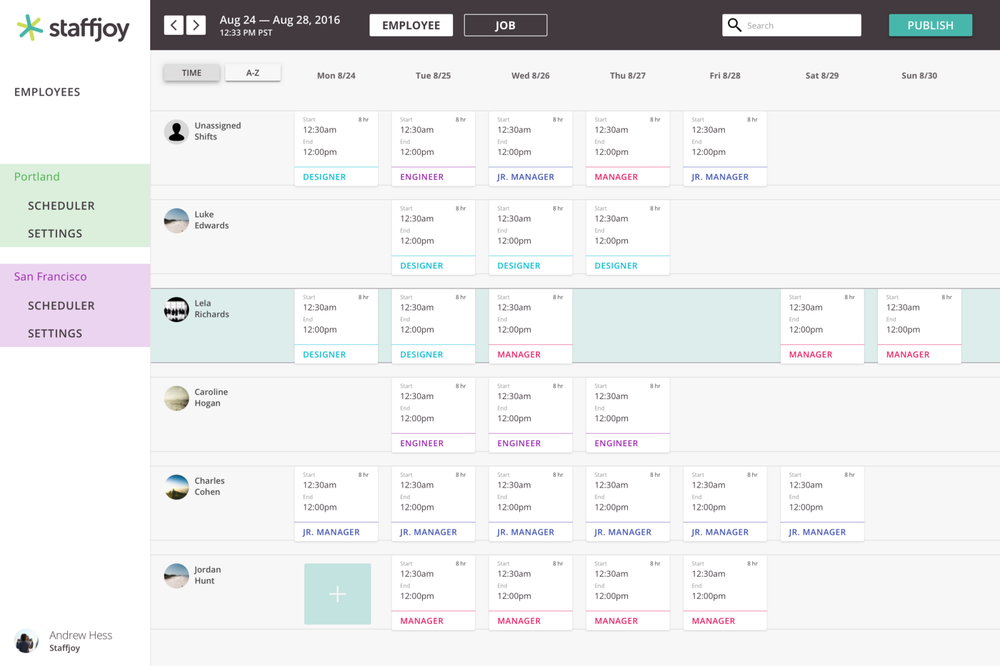 staffjoy
Aug 24 — Aug 28, 2016
12:33 PM PST
EMPLOYEE
JOB
Search
PUBLISH
EMPLOYEES
Portland
SCHEDULER
SETTINGS
San Francisco
SCHEDULER
SETTINGS
Andrew Hess
Staffjoy
TIME
A-Z
Mon 8/24
Tue 8/25
Wed 8/26
Thu 8/27
Fri 8/28
Sat 8/29
Sun 8/30
Unassigned
Shifts
Start 8 hr
12:30am
End
12:00pm
DESIGNER
Start 8 hr
12:30am
End
12:00pm
ENGINEER
Start 8 hr
12:30am
End
12:00pm
JR. MANAGER
Start 8 hr
12:30am
End
12:00pm
MANAGER
Start 8 hr
12:30am
End
12:00pm
JR. MANAGER
Luke
Edwards
Start 8 hr
12:30am
End
12:00pm
DESIGNER
Start 8 hr
12:30am
End
12:00pm
DESIGNER
Start 8 hr
12:30am
End
12:00pm
DESIGNER
Lela
Richards
Start 8 hr
12:30am
End
12:00pm
DESIGNER
Start 8 hr
12:30am
End
12:00pm
DESIGNER
Start 8 hr
12:30am
End
12:00pm
MANAGER
Start 8 hr
12:30am
End
12:00pm
MANAGER
Start 8 hr
12:30am
End
12:00pm
MANAGER
Caroline
Hogan
Start 8 hr
12:30am
End
12:00pm
ENGINEER
Start 8 hr
12:30am
End
12:00pm
ENGINEER
Start 8 hr
12:30am
End
12:00pm
ENGINEER
Charles
Cohen
Start 8 hr
12:30am
End
12:00pm
JR. MANAGER
Start 8 hr
12:30am
End
12:00pm
JR. MANAGER
Start 8 hr
12:30am
End
12:00pm
JR. MANAGER
Start 8 hr
12:30am
End
12:00pm
JR. MANAGER
Start 8 hr
12:30am
End
12:00pm
JR. MANAGER
Start 8 hr
12:30am
End
12:00pm
JR. MANAGER
Jordan
Hunt
Start 8 hr
12:30am
End
12:00pm
MANAGER
Start 8 hr
12:30am
End
12:00pm
MANAGER
Start 8 hr
12:30am
End
12:00pm
MANAGER
Start 8 hr
12:30am
End
12:00pm
MANAGER